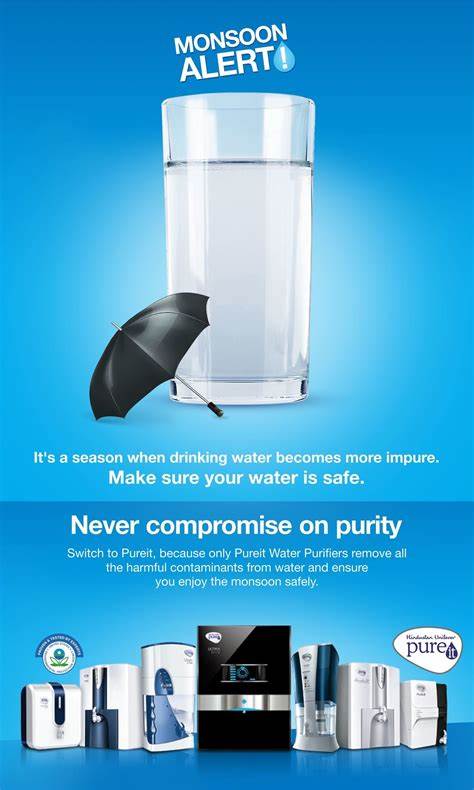 MONSOON
ALERT!
It's a season when drinking water becomes more impure.
Make sure your water is safe.
Never compromise on purity
Switch to Pureit, because only Pureit Water Purifiers remove all
the harmful contaminants from water and ensure
you enjoy the monsoon safely.
Hindustan Unilever
pureit
ULTIMA